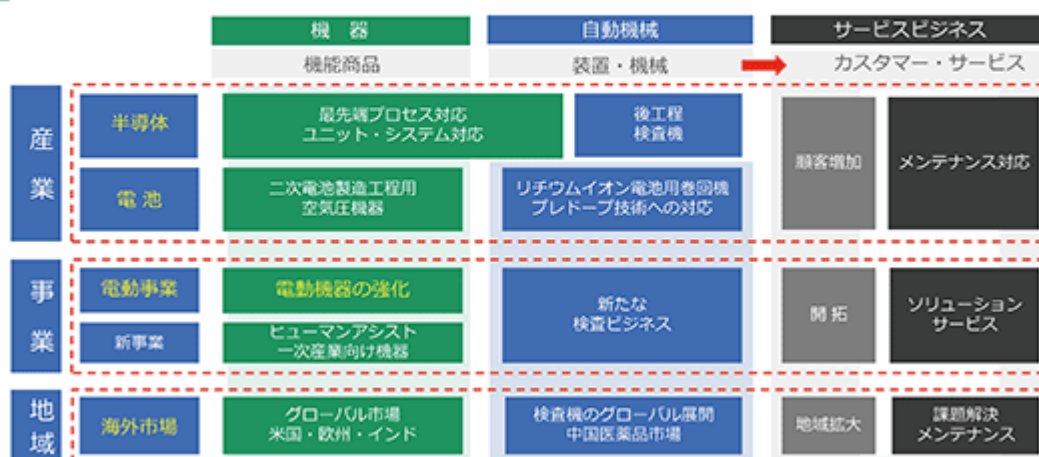 機 器
自動機械
サービスビジネス
機能商品
装置・機械
カスタマー・サービス
産業
半導体
最先端プロセス対応
ユニット・システム対応
後工程
検査機
顧客増加
メンテナンス対応
電池
二次電池製造工程用
空気圧機器
リチウムイオン電池用巻回機
プレドープ技術への対応
事業
電動事業
電動機器の強化
新たな
検査ビジネス
開拓
ソリューション
サービス
新事業
ヒューマンアシスト
一次産業向け機器
地域
海外市場
グローバル市場
米国・欧州・インド
検査機のグローバル展開
中国医薬品市場
地域拡大
課題解決
メンテナンス